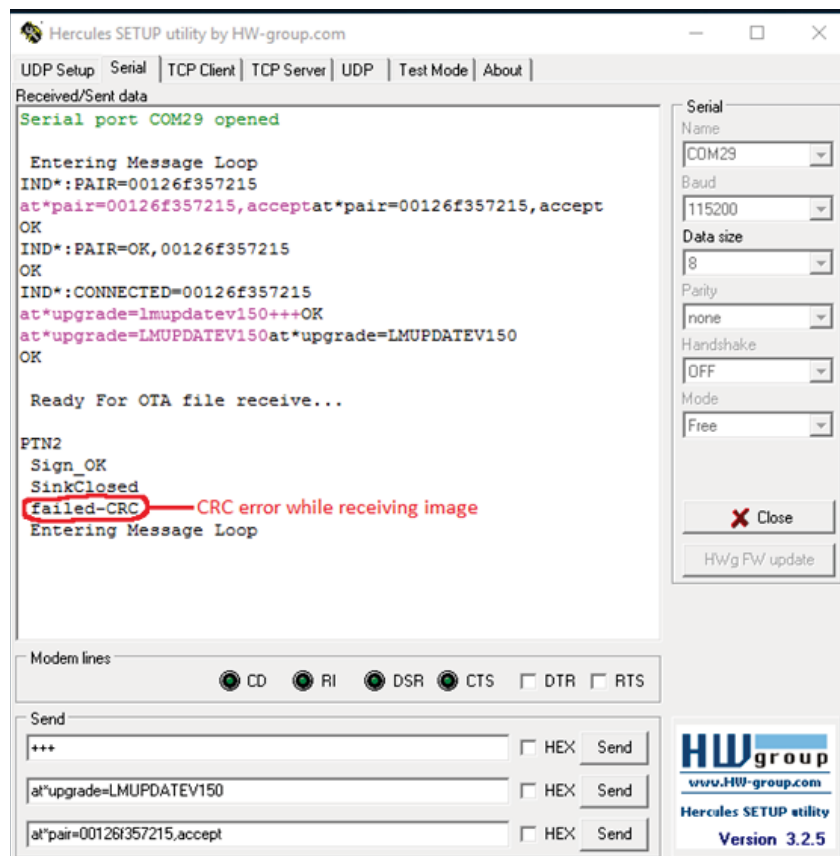 Hercules SETUP utility by HW-group.com
UDP Setup Serial TCP Client TCP Server UDP Test Mode About
Received/Sent data
Serial port COM29 opened
Entering Message Loop
IND*:PAIR=00126f357215
at*pair=00126f357215,acceptat*pair=00126f357215,accept
OK
IND*:PAIR=OK,00126f357215
OK
IND*:CONNECTED=00126f357215
at*upgrade=lmupdatev150+++OK
at*upgrade=LMUPDATEV150at*upgrade=LMUPDATEV150
OK
Ready For OTA file receive...
PTN2
Sign_OK
SinkClosed
failed-CRC CRC error while receiving image
Entering Message Loop
Serial
Name
COM29
Baud
115200
Data size
8
Parity
none
Handshake
OFF
Mode
Free
Close
HWg FW update
Modem lines
CD RI DSR CTS DTR RTS
Send
+++ HEX Send
at*upgrade=LMUPDATEV150 HEX Send
at*pair=00126f357215,accept HEX Send
HWgroup
www.HW-group.com
Hercules SETUP utility
Version 3.2.5